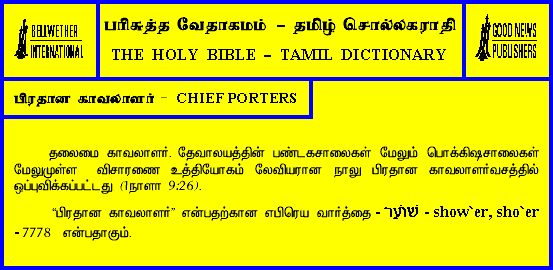 BELLWETHER
INTERNATIONAL
பரிசுத்த வேதாகமம் – தமிழ் சொல்லகராதி
THE HOLY BIBLE – TAMIL DICTIONARY
GOOD NEWS
PUBLISHERS
பிரதான காவலாளர் - CHIEF PORTERS
தலைமை காவலாளர். தேவாலயத்தின் பண்டகசாலைகள் மேலும் பொக்கிஷசாலைகள்
மேலுமுள்ள விசாரணை உத்தியோகம் லேவியரான நாலு பிரதான காவலாளர்வசத்தில்
ஒப்புவிக்கப்பட்டது (1நாளா 9:26).
“பிரதான காவலாளர்” என்பதற்கான எபிரெய வார்த்தை - שׁוֹעֵר - show`er, sho`er
- 7778 என்பதாகும்.